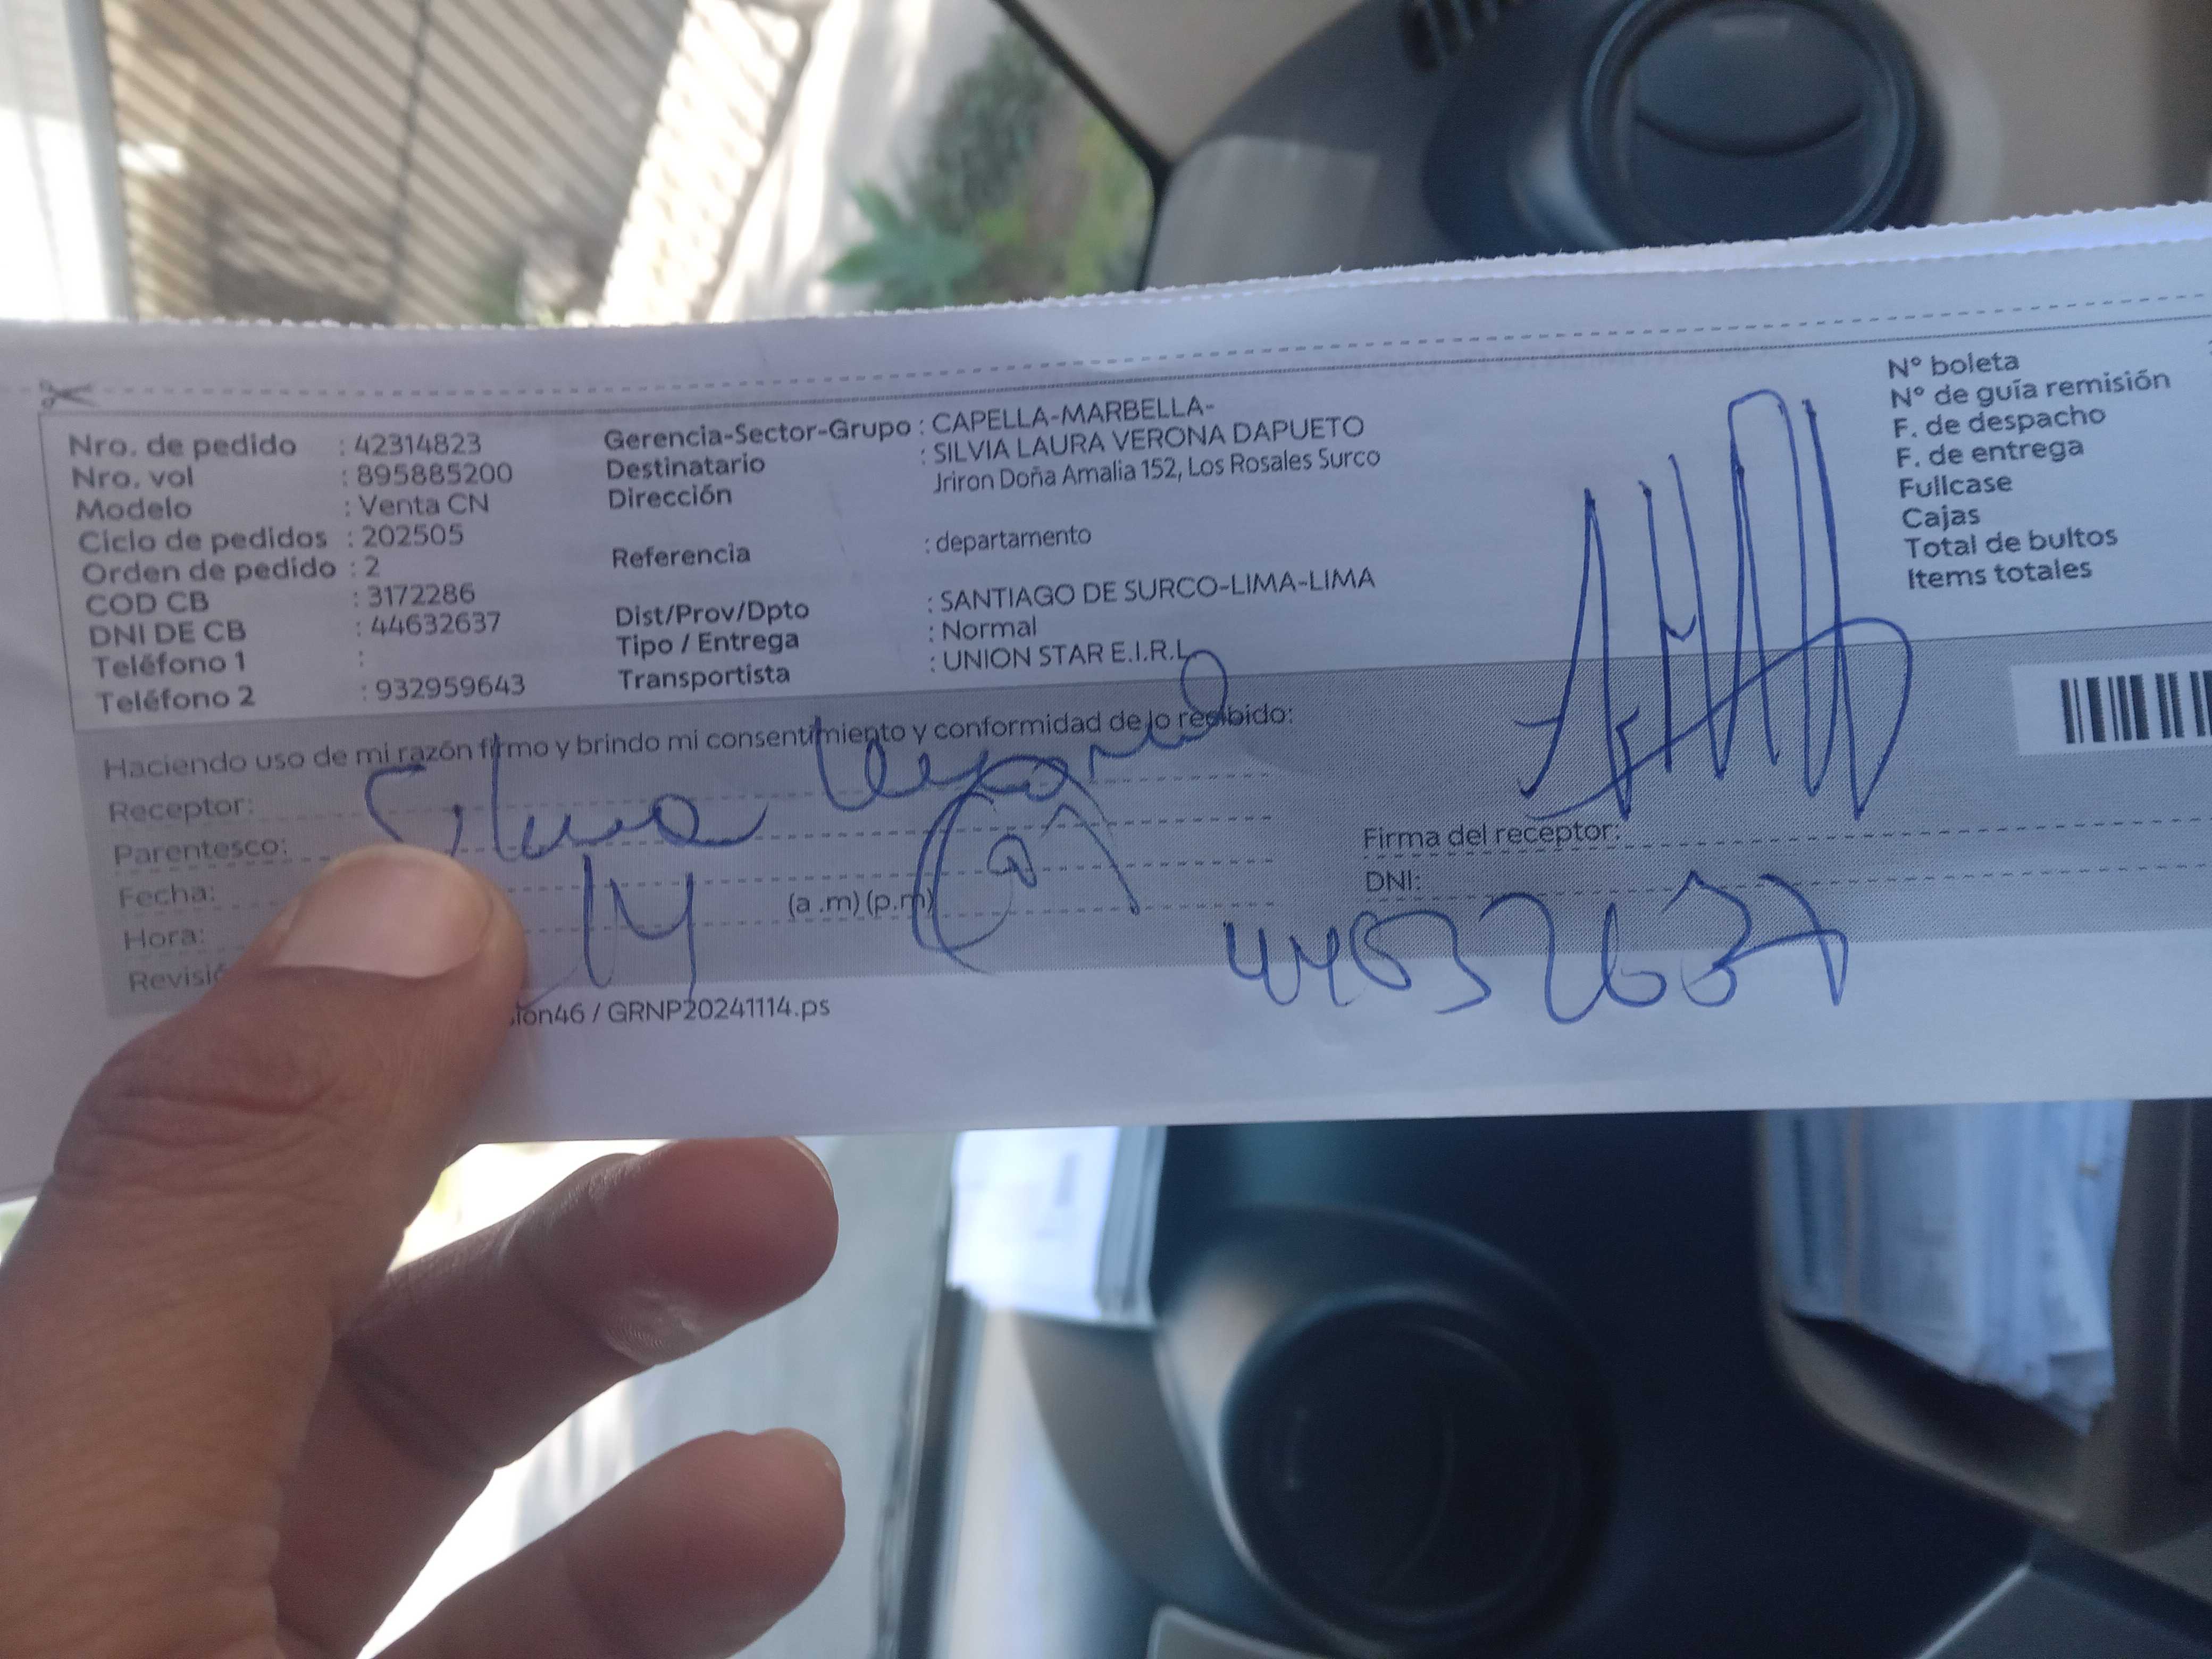 Nro. de pedido : 42314823
Nro. vol : 895885200
Modelo : Venta CN
Ciclo de pedidos : 202505
Orden de pedido : 2
COD CB : 3172286
DNI DE CB : 44632637
Teléfono 1 :
Teléfono 2 : 932959643
Gerencia-Sector-Grupo : CAPELLA-MARBELLA-
Destinatario : SILVIA LAURA VERONA DAPUETO
Dirección Jriron Doña Amalia 152, Los Rosales Surco
Referencia : departamento
Dist/Prov/Dpto : SANTIAGO DE SURCO-LIMA-LIMA
Tipo / Entrega : Normal
Transportista : UNION STAR E.I.R.L
N° boleta
N° de guía remisión
F. de despacho
F. de entrega
Fullcase
Cajas
Total de bultos
Items totales
Haciendo uso de mi razón firmo y brindo mi consentimiento y conformidad de lo recibido:
Receptor: Silvia Verona
Parentesco:
Fecha: 14
Hora: (a .m) (p.m)
Firma del receptor:
DNI: 44632637
ion46 / GRNP20241114.ps